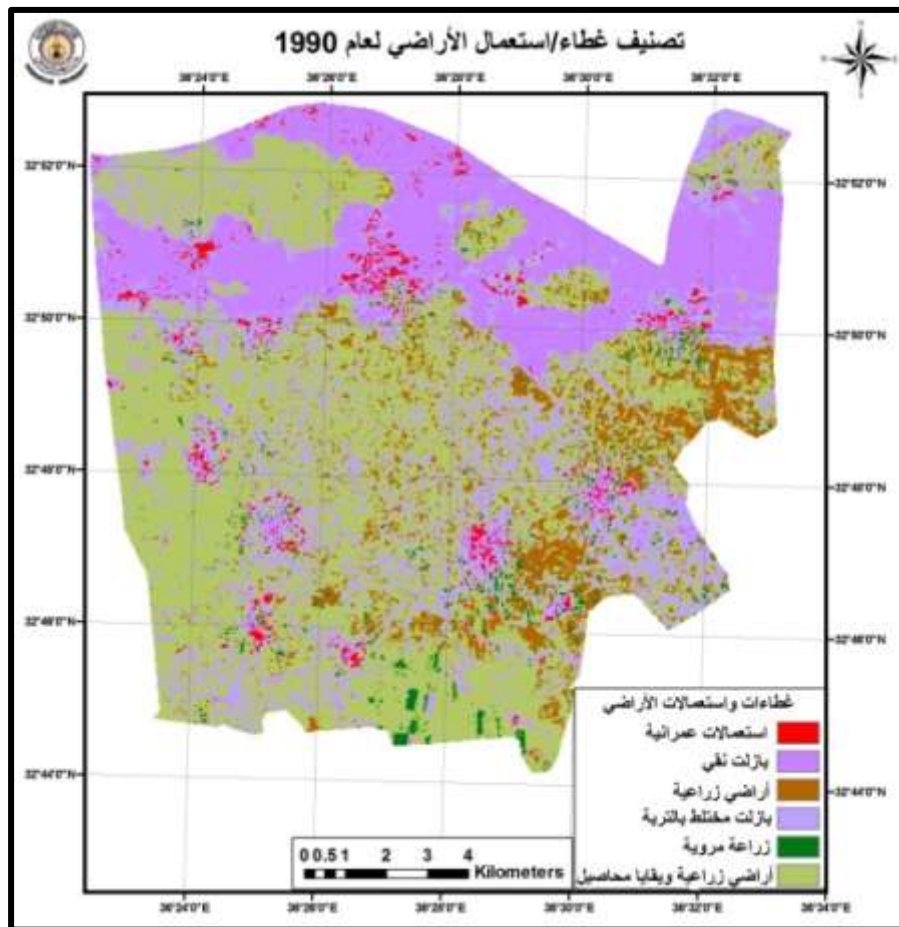 تصنيف غطاء/استعمال الأراضي لعام 1990
36°24'0"E 36°26'0"E 36°28'0"E 36°30'0"E 36°32'0"E
32°52'0"N 32°52'0"N
32°50'0"N 32°50'0"N
32°48'0"N 32°48'0"N
32°46'0"N 32°46'0"N
32°44'0"N 32°44'0"N
غطاءات واستعمالات الأراضي
استعمالات عمرانية
بازلت نقي
أراضي زراعية
بازلت مختلط بالتربة
زراعة مروية
أراضي زراعية وبقايا محاصيل
0 0.5 1 2 3 4
Kilometers
36°24'0"E 36°26'0"E 36°28'0"E 36°30'0"E 36°32'0"E 36°34'0"E